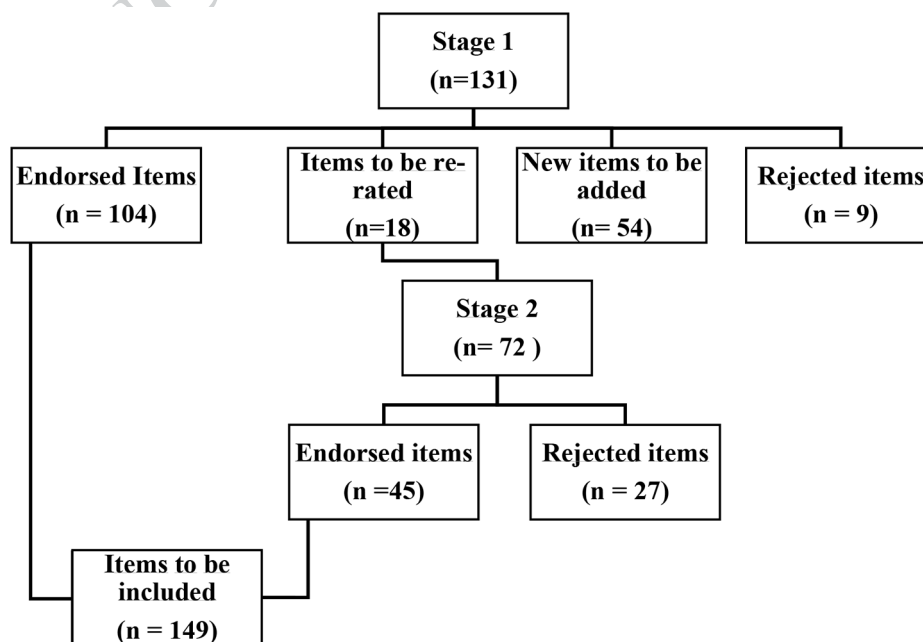 Stage 1
(n=131)
Endorsed Items
(n = 104)
Items to be re-
rated
(n=18)
New items to be
added
(n= 54)
Rejected items
(n = 9)
Stage 2
(n= 72 )
Endorsed items
(n =45)
Rejected items
(n = 27)
Items to be
included
(n = 149)